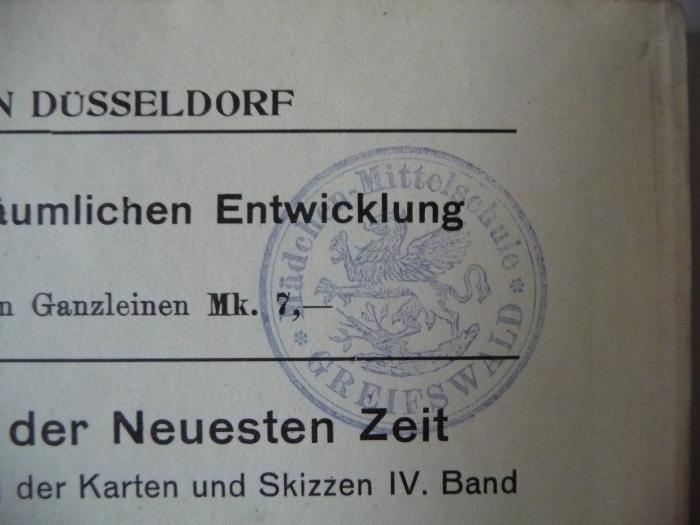 N DÜSSELDORF
äumlichen Entwicklung
n Ganzleinen Mk. 7,—
der Neuesten Zeit
der Karten und Skizzen IV. Band
Mädchen-Mittelschule
* GREIFSWALD *